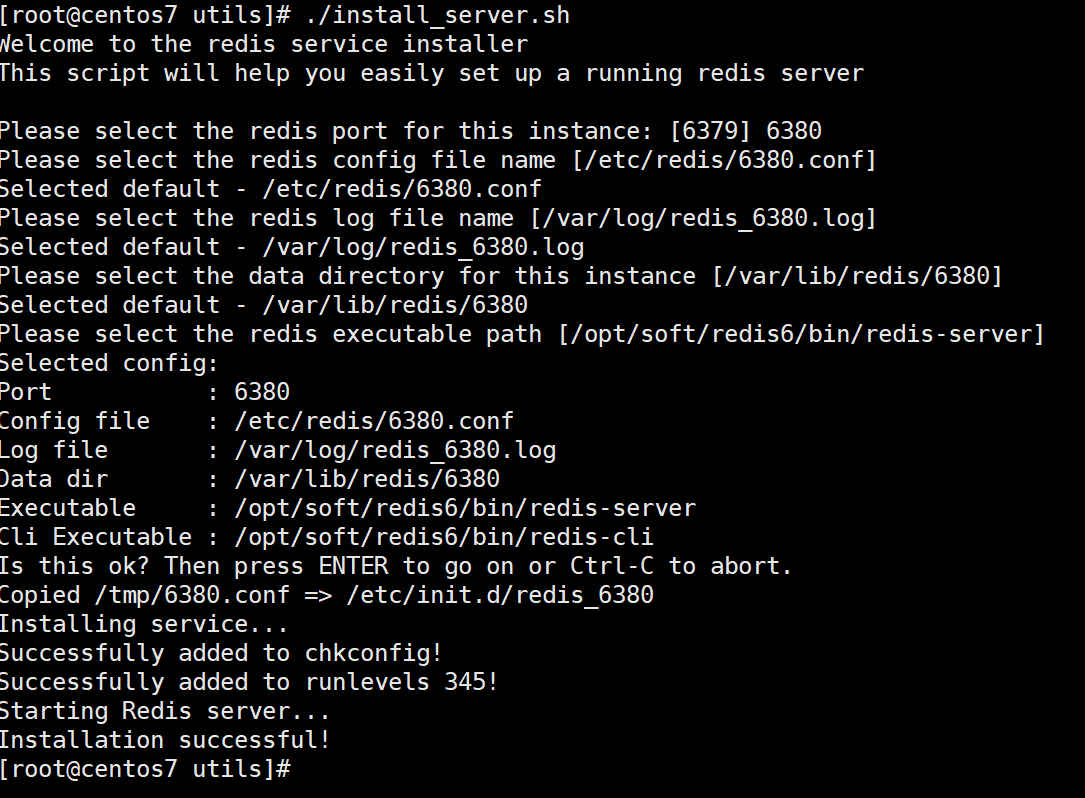 [root@centos7 utils]# ./install_server.sh
Welcome to the redis service installer
This script will help you easily set up a running redis server

Please select the redis port for this instance: [6379] 6380
Please select the redis config file name [/etc/redis/6380.conf]
Selected default - /etc/redis/6380.conf
Please select the redis log file name [/var/log/redis_6380.log]
Selected default - /var/log/redis_6380.log
Please select the data directory for this instance [/var/lib/redis/6380]
Selected default - /var/lib/redis/6380
Please select the redis executable path [/opt/soft/redis6/bin/redis-server]
Selected config:
Port           : 6380
Config file    : /etc/redis/6380.conf
Log file       : /var/log/redis_6380.log
Data dir       : /var/lib/redis/6380
Executable     : /opt/soft/redis6/bin/redis-server
Cli Executable : /opt/soft/redis6/bin/redis-cli
Is this ok? Then press ENTER to go on or Ctrl-C to abort.
Copied /tmp/6380.conf => /etc/init.d/redis_6380
Installing service...
Successfully added to chkconfig!
Successfully added to runlevels 345!
Starting Redis server...
Installation successful!
[root@centos7 utils]#